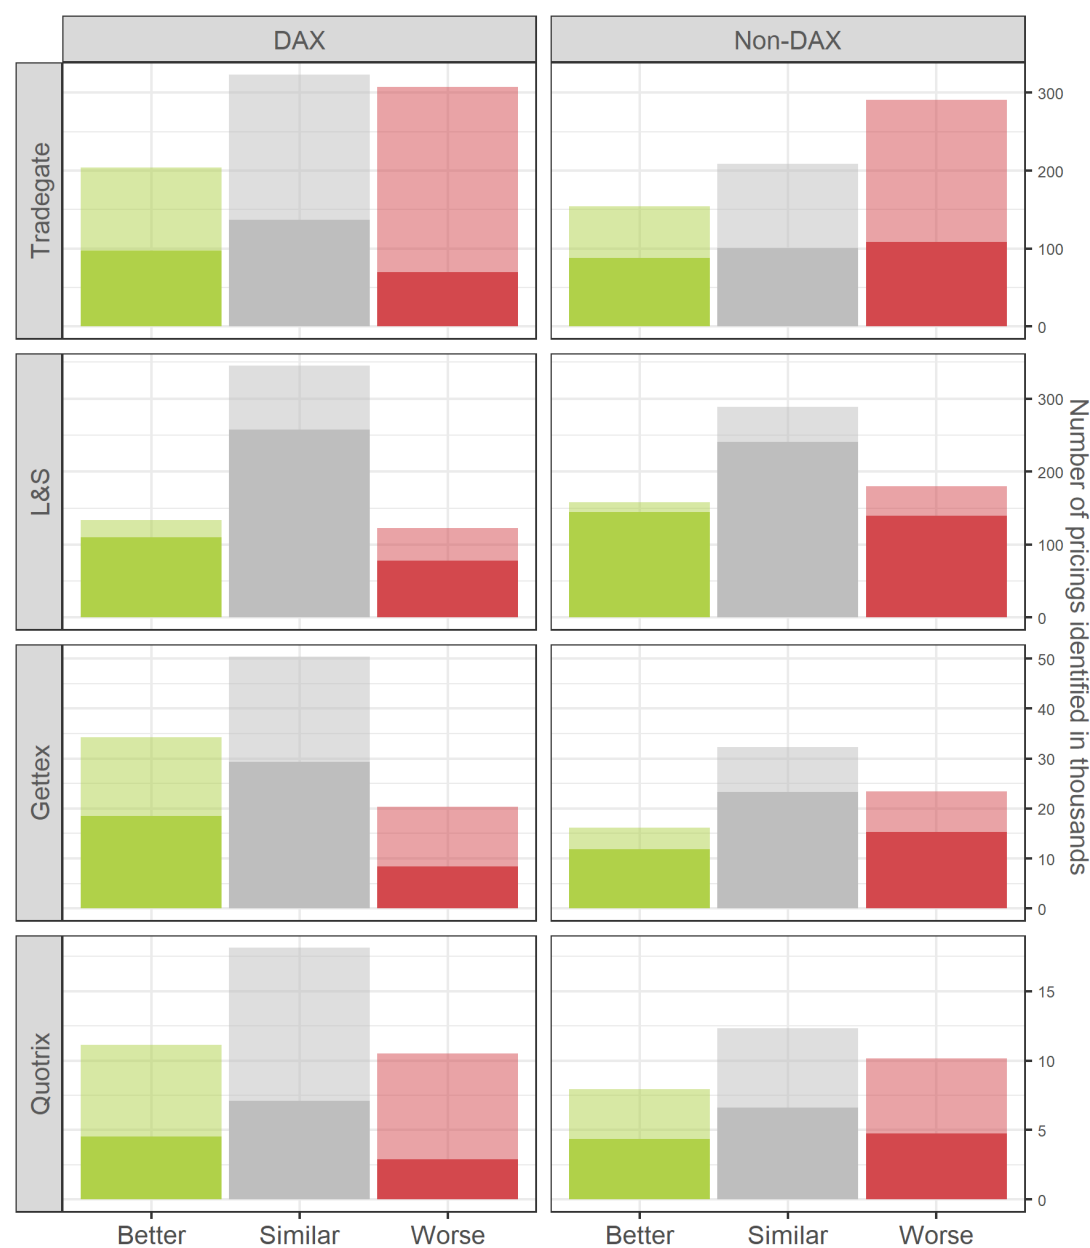 DAX
Non-DAX
Tradegate
300
200
100
0
L&S
300
200
100
0
Gettex
50
40
30
20
10
0
Quotrix
15
10
5
0
Number of pricings identified in thousands
Better
Similar
Worse
Better
Similar
Worse